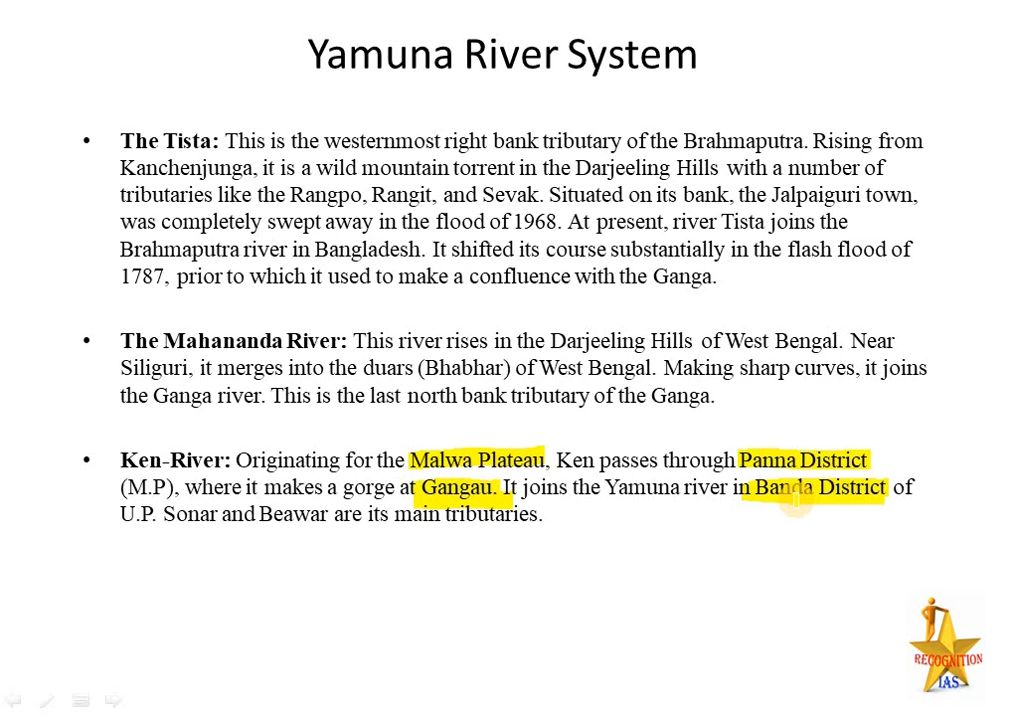 Yamuna River System
• The Tista: This is the westernmost right bank tributary of the Brahmaputra. Rising from
Kanchenjunga, it is a wild mountain torrent in the Darjeeling Hills with a number of
tributaries like the Rangpo, Rangit, and Sevak. Situated on its bank, the Jalpaiguri town,
was completely swept away in the flood of 1968. At present, river Tista joins the
Brahmaputra river in Bangladesh. It shifted its course substantially in the flash flood of
1787, prior to which it used to make a confluence with the Ganga.
• The Mahananda River: This river rises in the Darjeeling Hills of West Bengal. Near
Siliguri, it merges into the duars (Bhabhar) of West Bengal. Making sharp curves, it joins
the Ganga river. This is the last north bank tributary of the Ganga.
• Ken-River: Originating for the Malwa Plateau, Ken passes through Panna District
(M.P), where it makes a gorge at Gangau. It joins the Yamuna river in Banda District of
U.P. Sonar and Beawar are its main tributaries.
RECOGNITION
IAS